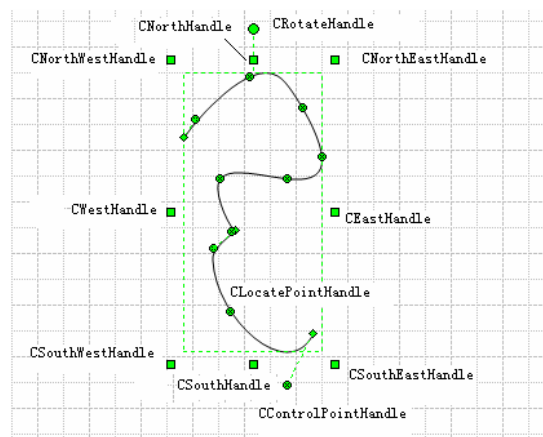 CNorthHandle
CRotateHandle
CNorthWestHandle
CNorthEastHandle
CWestHandle
CEastHandle
CLocatePointHandle
CSouthWestHandle
CSouthHandle
CSouthEastHandle
CControlPointHandle